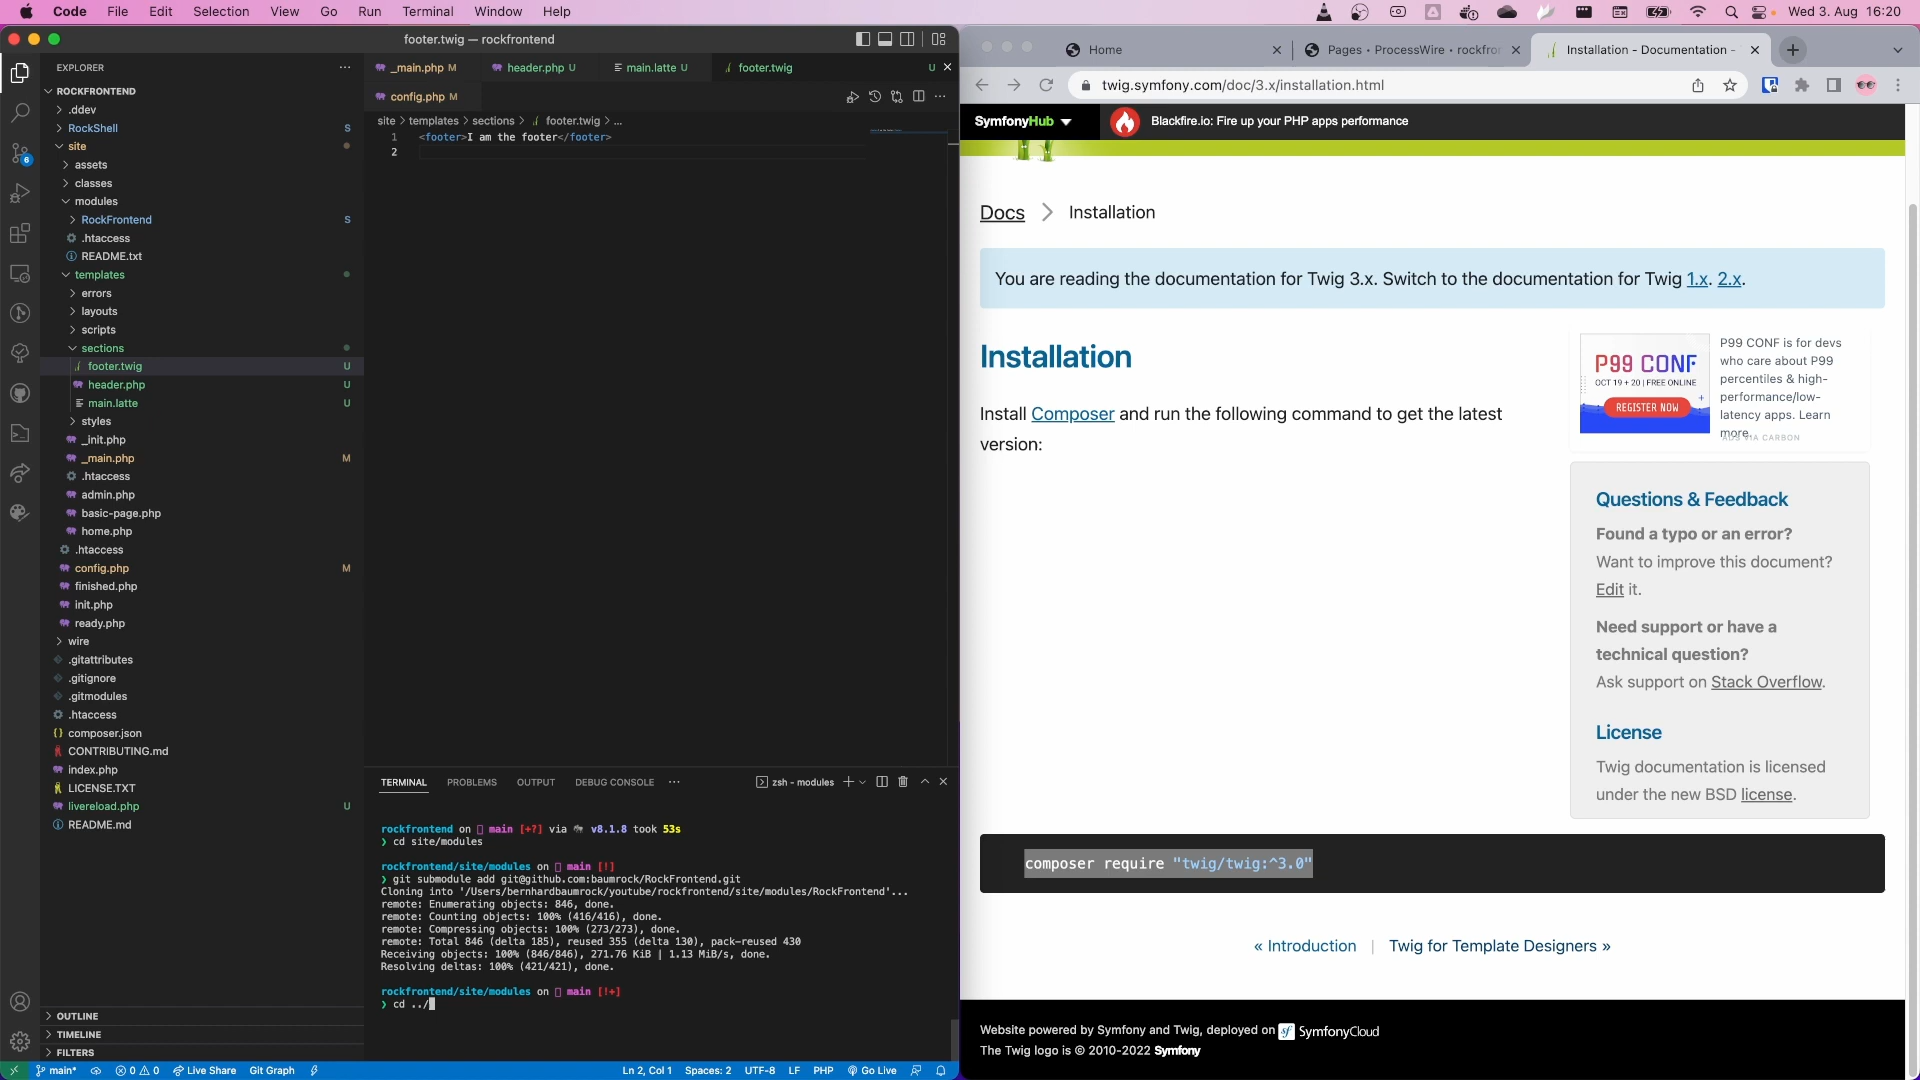 Code File Edit Selection View Go Run Terminal Window Help
Wed 3. Aug 16:20
footer.twig — rockfrontend
EXPLORER
ROCKFRONTEND
.ddev
RockShell S
site
assets
classes
modules
RockFrontend S
.htaccess
README.txt
templates
errors
layouts
scripts
sections
footer.twig U
header.php U
main.latte U
styles
_init.php
_main.php M
.htaccess
admin.php
basic-page.php
home.php
.htaccess
config.php M
finished.php
init.php
ready.php
wire
.gitattributes
.gitignore
.gitmodules
.htaccess
composer.json
CONTRIBUTING.md
index.php
LICENSE.TXT
livereload.php U
README.md
OUTLINE
TIMELINE
FILTERS
6
_main.php M header.php U main.latte U footer.twig U
config.php M
site > templates > sections > footer.twig > ...
1 <footer>I am the footer</footer>
2
TERMINAL PROBLEMS OUTPUT DEBUG CONSOLE ... zsh - modules
rockfrontend on main [+?] via v8.1.8 took 53s
❯ cd site/modules
rockfrontend/site/modules on main [!]
❯ git submodule add git@github.com:baumrock/RockFrontend.git
Cloning into '/Users/bernhardbaumrock/youtube/rockfrontend/site/modules/RockFrontend'...
remote: Enumerating objects: 846, done.
remote: Counting objects: 100% (416/416), done.
remote: Compressing objects: 100% (273/273), done.
remote: Total 846 (delta 185), reused 355 (delta 130), pack-reused 430
Receiving objects: 100% (846/846), 271.76 KiB | 1.13 MiB/s, done.
Resolving deltas: 100% (421/421), done.
rockfrontend/site/modules on main [!+]
❯ cd ../
main* 0 0 Live Share Git Graph Ln 2, Col 1 Spaces: 2 UTF-8 LF PHP Go Live
Home Pages • ProcessWire • rockfror Installation - Documentation -
twig.symfony.com/doc/3.x/installation.html
SymfonyHub Blackfire.io: Fire up your PHP apps performance
Docs > Installation
You are reading the documentation for Twig 3.x. Switch to the documentation for Twig 1.x. 2.x.
Installation
Install Composer and run the following command to get the latest
version:
P99 CONF
OCT 19 + 20 | FREE ONLINE
REGISTER NOW
P99 CONF is for devs
who care about P99
percentiles & high-
performance/low-
latency apps. Learn
more.
ADS VIA CARBON
Questions & Feedback
Found a typo or an error?
Want to improve this document?
Edit it.
Need support or have a
technical question?
Ask support on Stack Overflow.
License
Twig documentation is licensed
under the new BSD license.
composer require "twig/twig:^3.0"
« Introduction | Twig for Template Designers »
Website powered by Symfony and Twig, deployed on sf SymfonyCloud
The Twig logo is © 2010-2022 Symfony